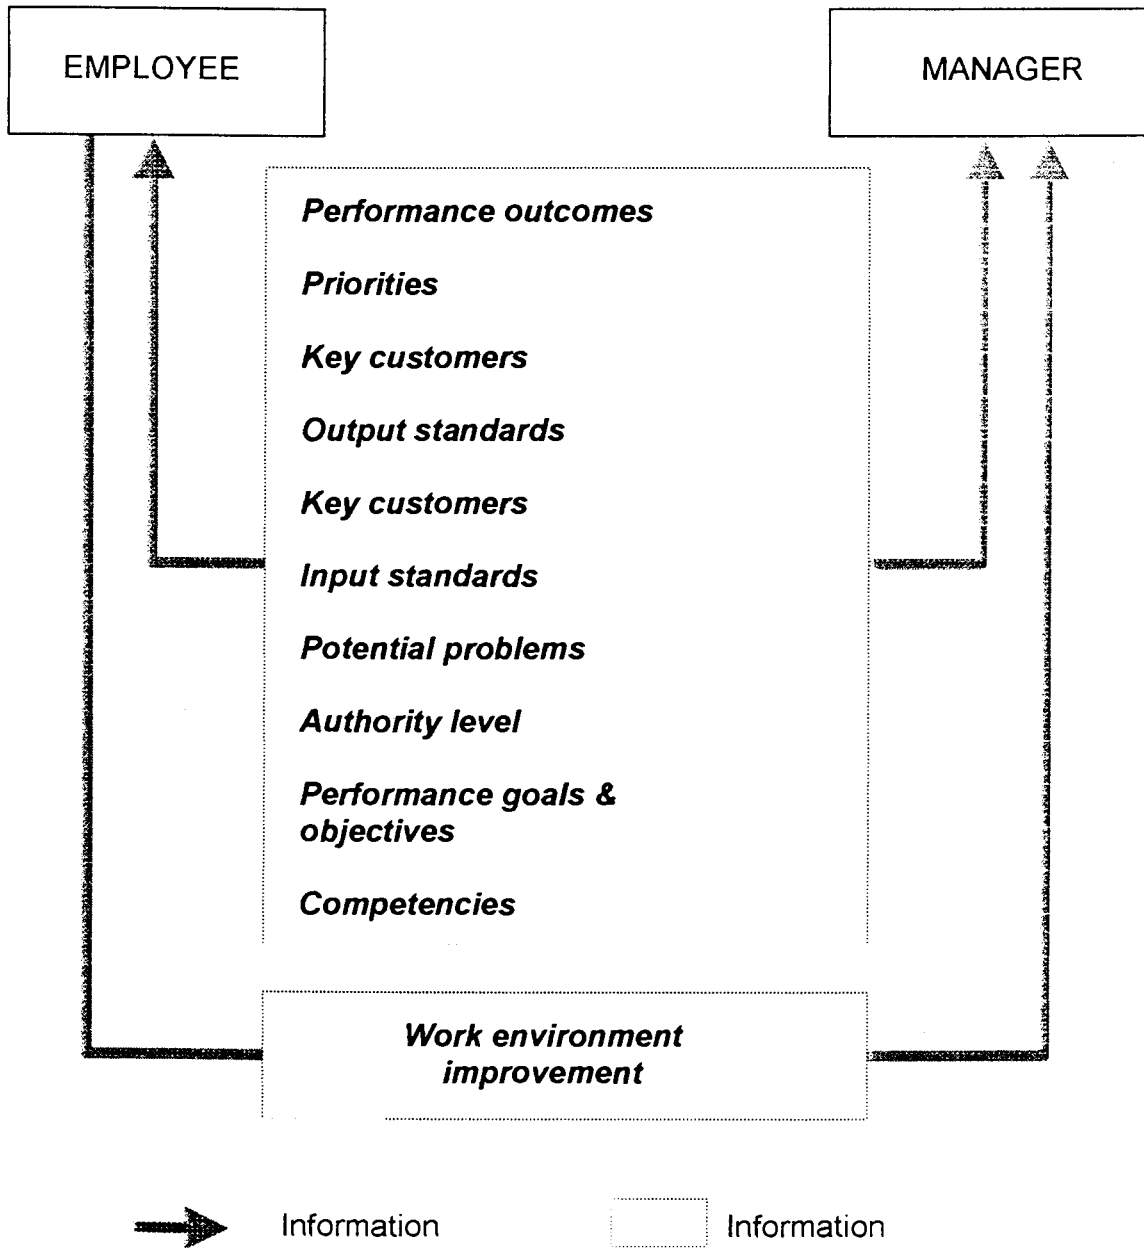 EMPLOYEE
MANAGER
Performance outcomes
Priorities
Key customers
Output standards
Key customers
Input standards
Potential problems
Authority level
Performance goals &
objectives
Competencies
Work environment
improvement
Information
Information